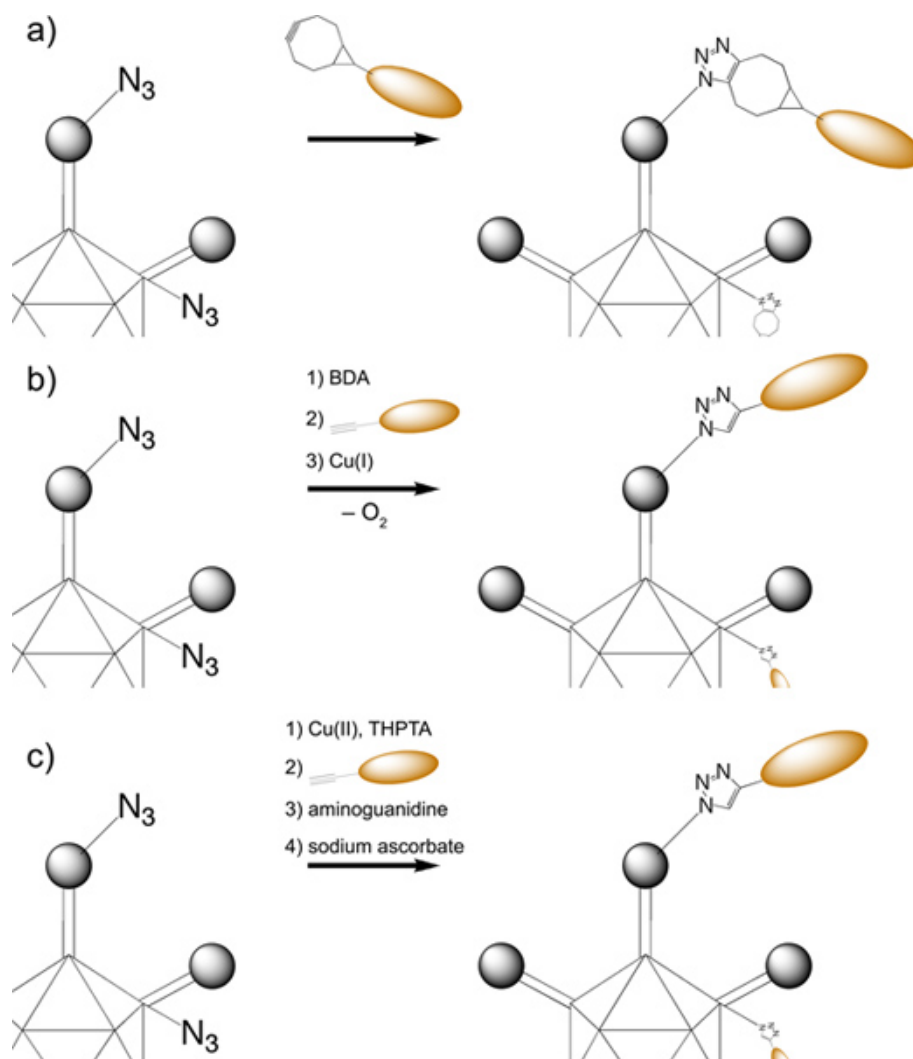 a)
N₃
N₃
N N N
z z z
b)
1) BDA
2)
3) Cu(I)
– O₂
N₃
N₃
N N N
z z z
c)
1) Cu(II), THPTA
2)
3) aminoguanidine
4) sodium ascorbate
N₃
N₃
N N N
z z z